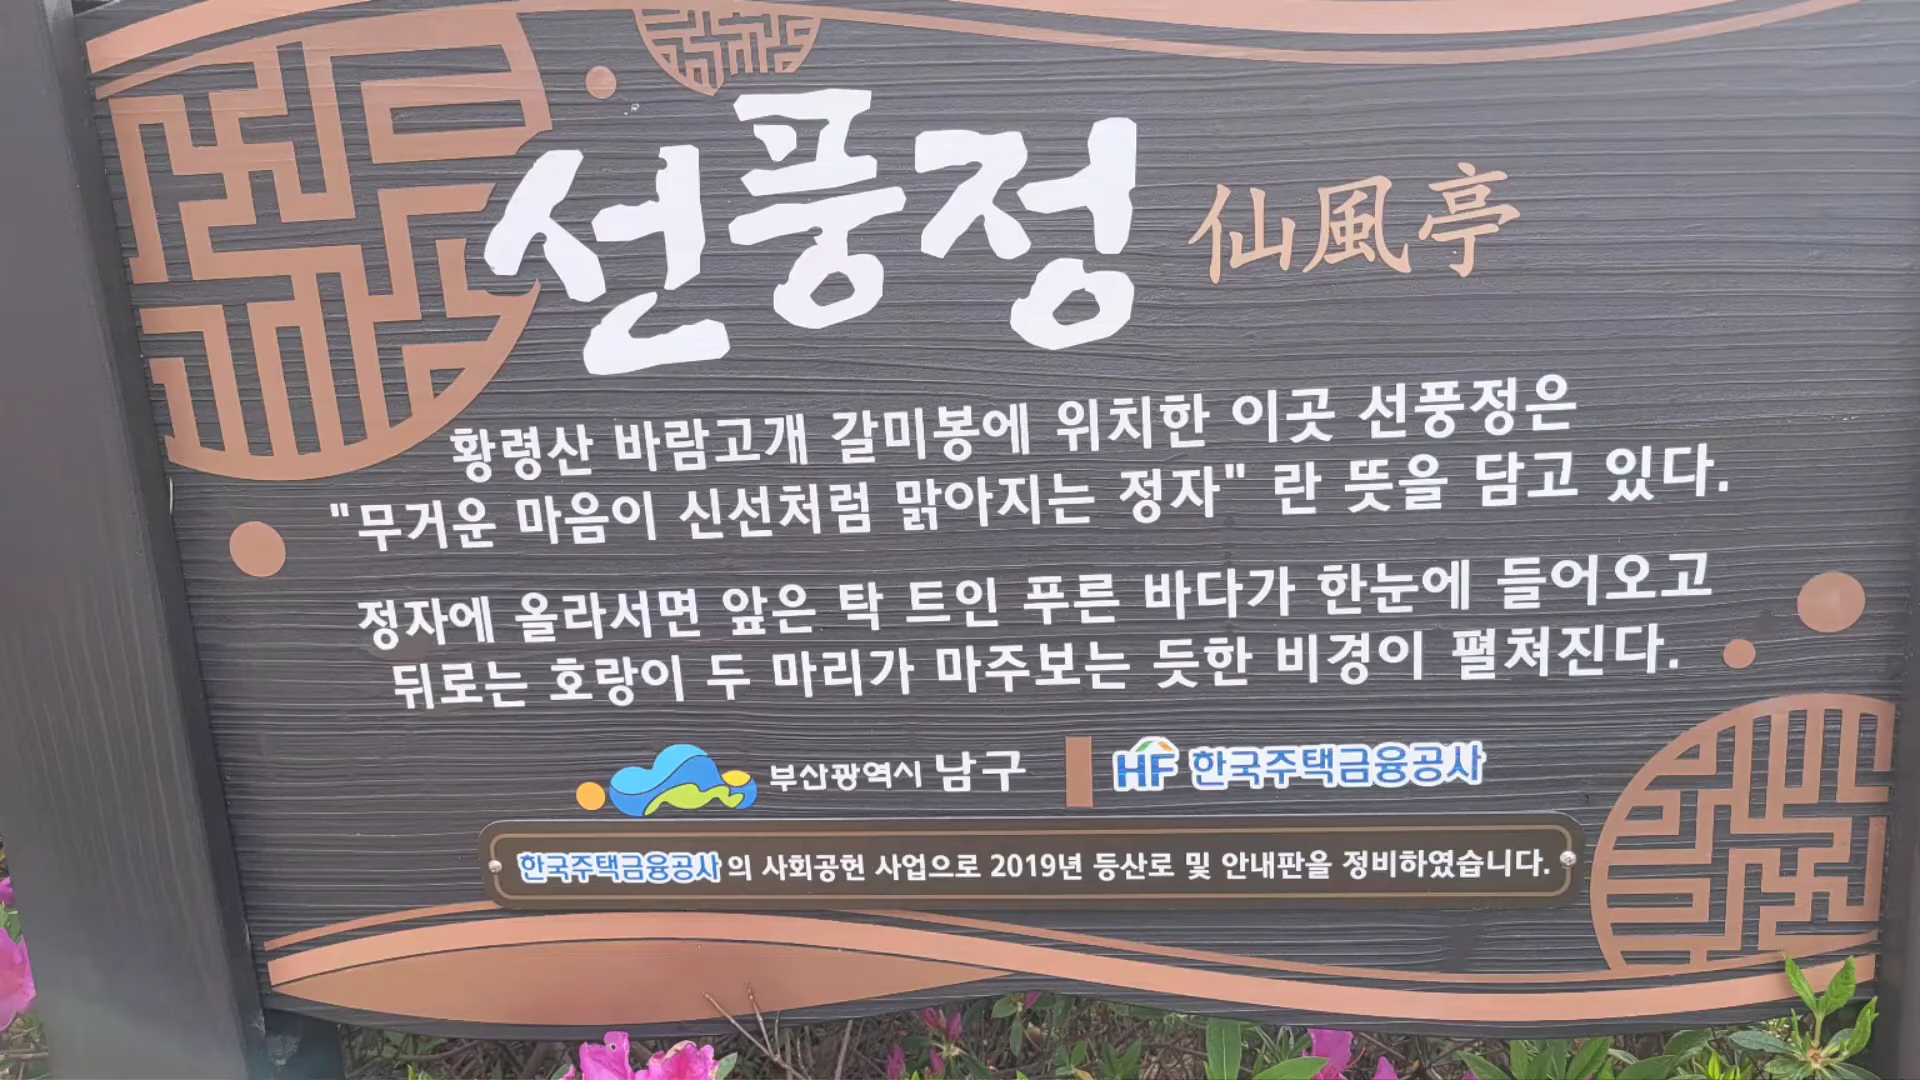 선풍정 仙風亭
황령산 바람고개 갈미봉에 위치한 이곳 선풍정은
"무거운 마음이 신선처럼 맑아지는 정자" 란 뜻을 담고 있다.
정자에 올라서면 앞은 탁 트인 푸른 바다가 한눈에 들어오고
뒤로는 호랑이 두 마리가 마주보는 듯한 비경이 펼쳐진다.
부산광역시 남구 HF 한국주택금융공사
한국주택금융공사의 사회공헌 사업으로 2019년 등산로 및 안내판을 정비하였습니다.